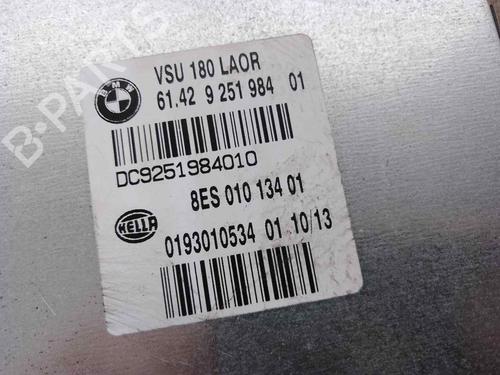 B-PARTS
BMW
VSU 180 LAOR
61.42 9 251 984 01
DC9251984010
8ES 010 134 01
HELLA
0193010534 01 10/13